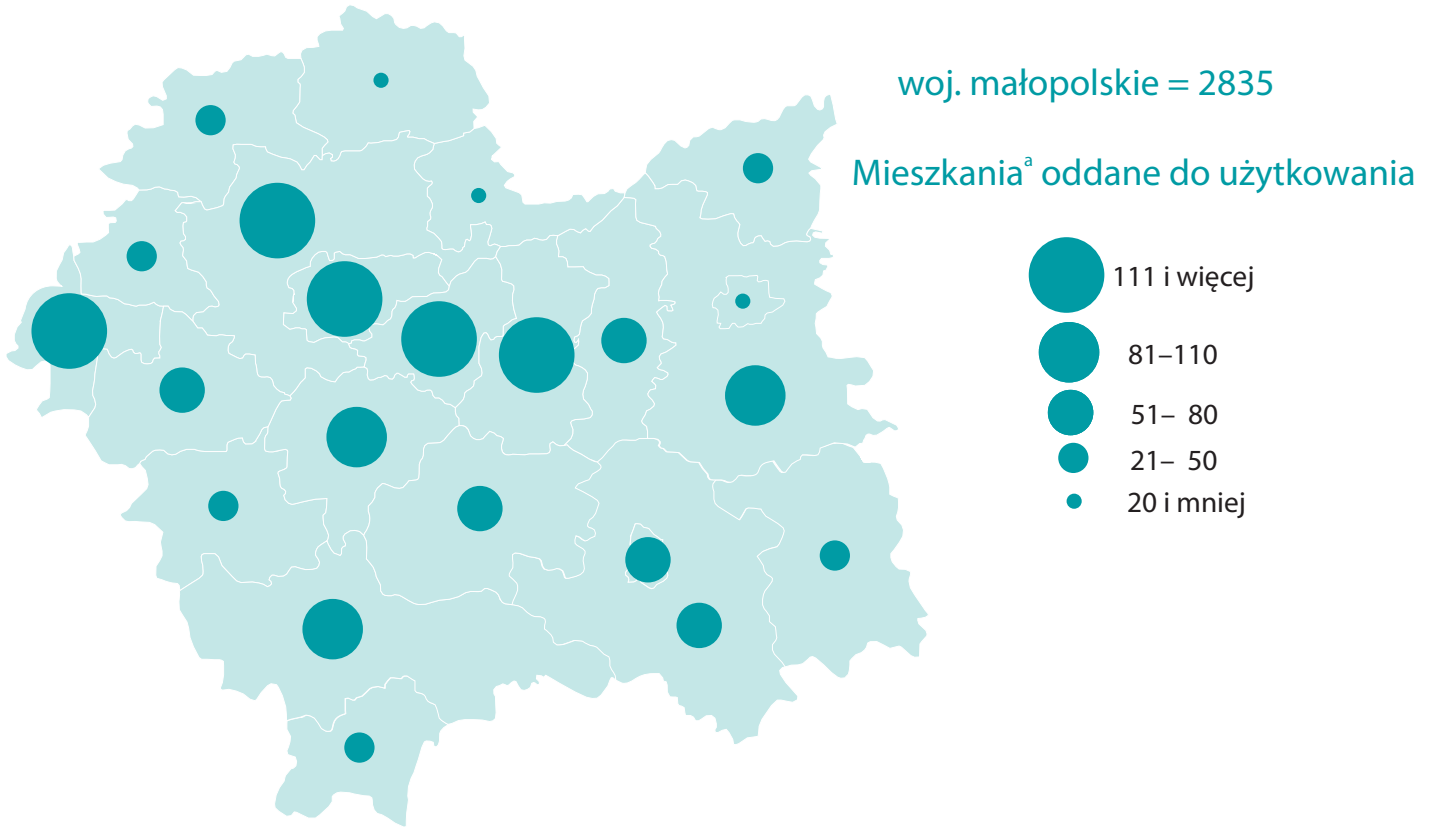 woj. małopolskie = 2835
Mieszkaniaᵃ oddane do użytkowania
111 i więcej
81–110
51– 80
21– 50
20 i mniej